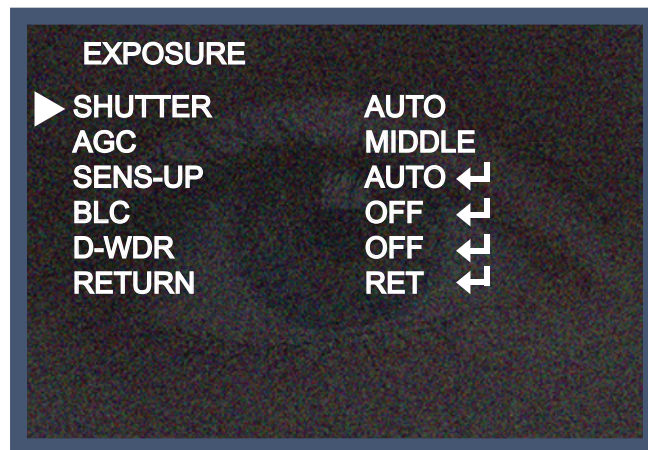 EXPOSURE
SHUTTER AUTO
AGC MIDDLE
SENS-UP AUTO ↵
BLC OFF ↵
D-WDR OFF ↵
RETURN RET ↵